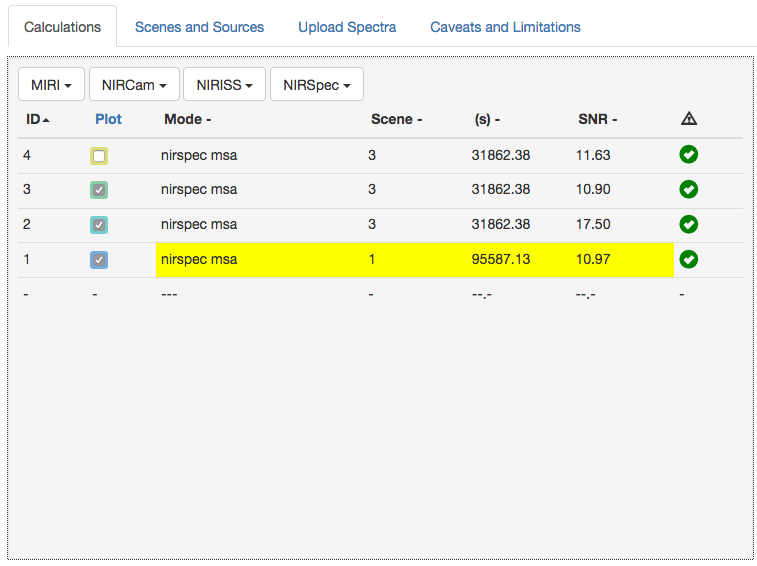 Calculations Scenes and Sources Upload Spectra Caveats and Limitations
MIRI NIRCam NIRISS NIRSpec
ID Plot Mode - Scene - (s) - SNR -
4 nirspec msa 3 31862.38 11.63
3 nirspec msa 3 31862.38 10.90
2 nirspec msa 3 31862.38 17.50
1 nirspec msa 1 95587.13 10.97
- - --- - --.- --.- -